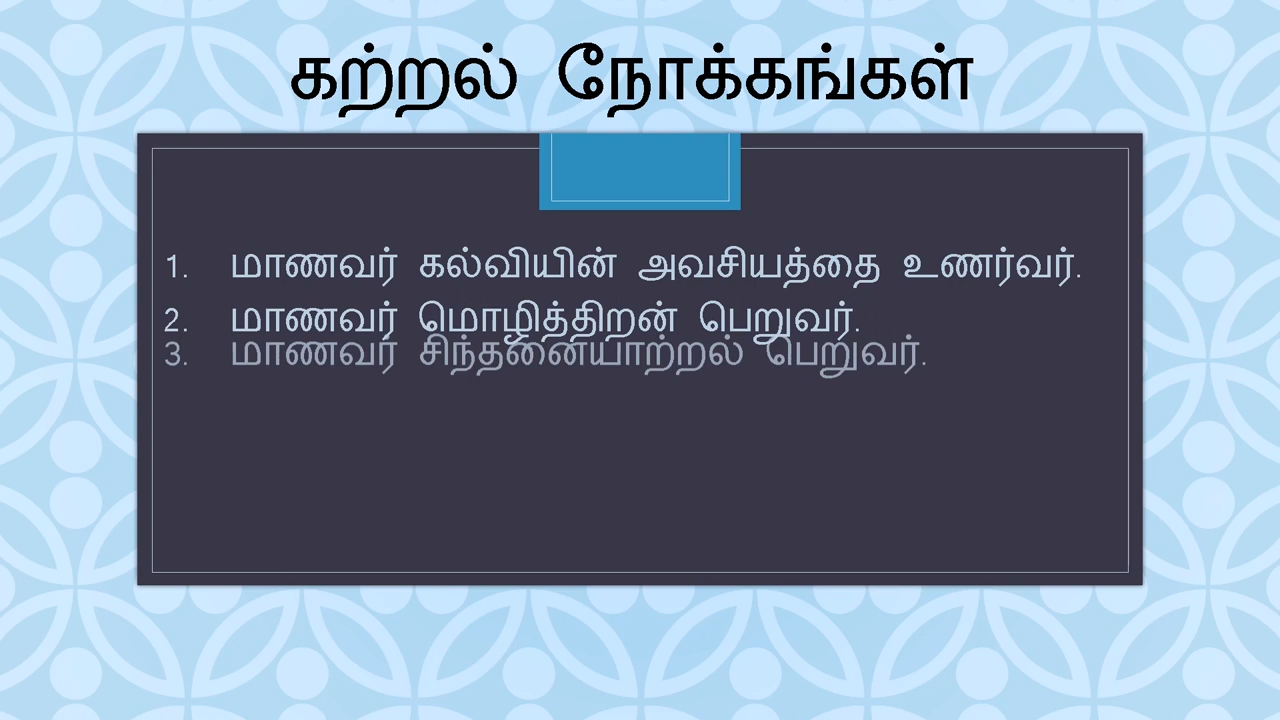 கற்றல் நோக்கங்கள்
1. மாணவர் கல்வியின் அவசியத்தை உணர்வர்.
2. மாணவர் மொழித்திறன் பெறுவர்.
3. மாணவர் சிந்தனையாற்றல் பெறுவர்.